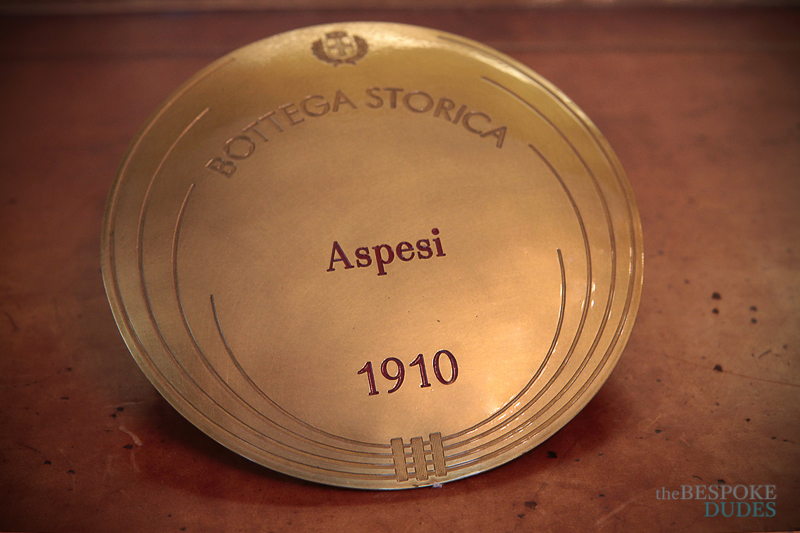 BOTTEGA STORICA
Aspesi
1910
theBESPOKE
DUDES